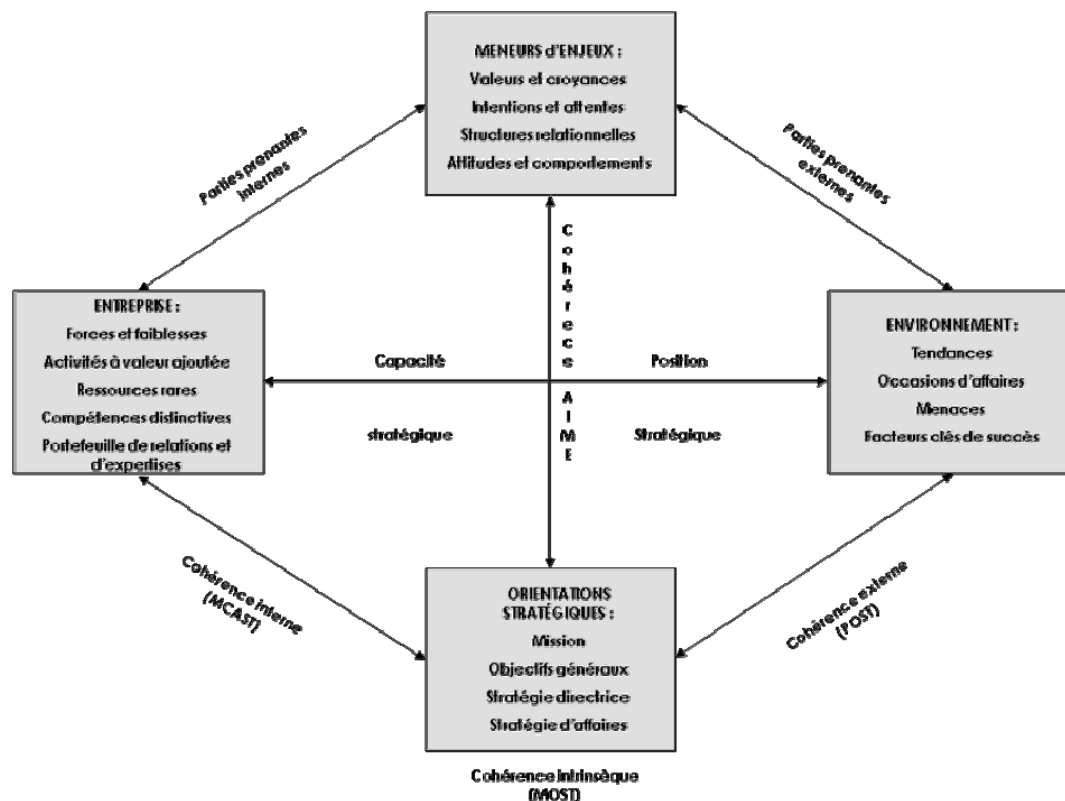 MENEURS d'ENJEUX :
Valeurs et croyances
Intentions et attentes
Structures relationnelles
Attitudes et comportements
Parties prenantes
internes
Parties prenantes
externes
Cohérece AIME
ENTREPRISE :
Forces et faiblesses
Activités à valeur ajoutée
Ressources rares
Compétences distinctives
Portefeuille de relations et
d'expertises
Capacité
stratégique
Position
Stratégique
ENVIRONNEMENT :
Tendances
Occasions d'affaires
Menaces
Facteurs clés de succès
Cohérence interne
(MCAST)
Cohérence externe
(POST)
ORIENTATIONS
STRATÉGIQUES :
Mission
Objectifs généraux
Stratégie directrice
Stratégie d'affaires
Cohérence intrinsèque
(MOST)